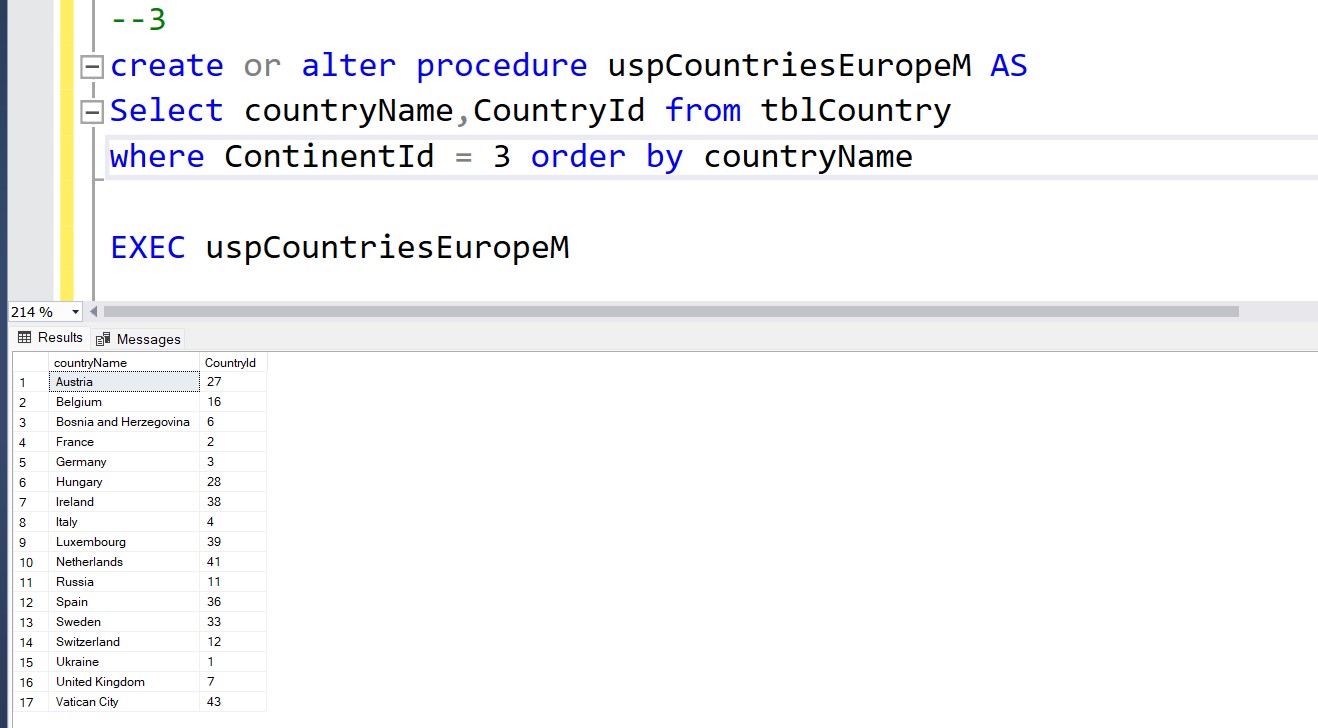 --3
create or alter procedure uspCountriesEuropeM AS
Select countryName,CountryId from tblCountry
where ContinentId = 3 order by countryName
EXEC uspCountriesEuropeM
214 %
Results Messages
countryName CountryId
1 Austria 27
2 Belgium 16
3 Bosnia and Herzegovina 6
4 France 2
5 Germany 3
6 Hungary 28
7 Ireland 38
8 Italy 4
9 Luxembourg 39
10 Netherlands 41
11 Russia 11
12 Spain 36
13 Sweden 33
14 Switzerland 12
15 Ukraine 1
16 United Kingdom 7
17 Vatican City 43